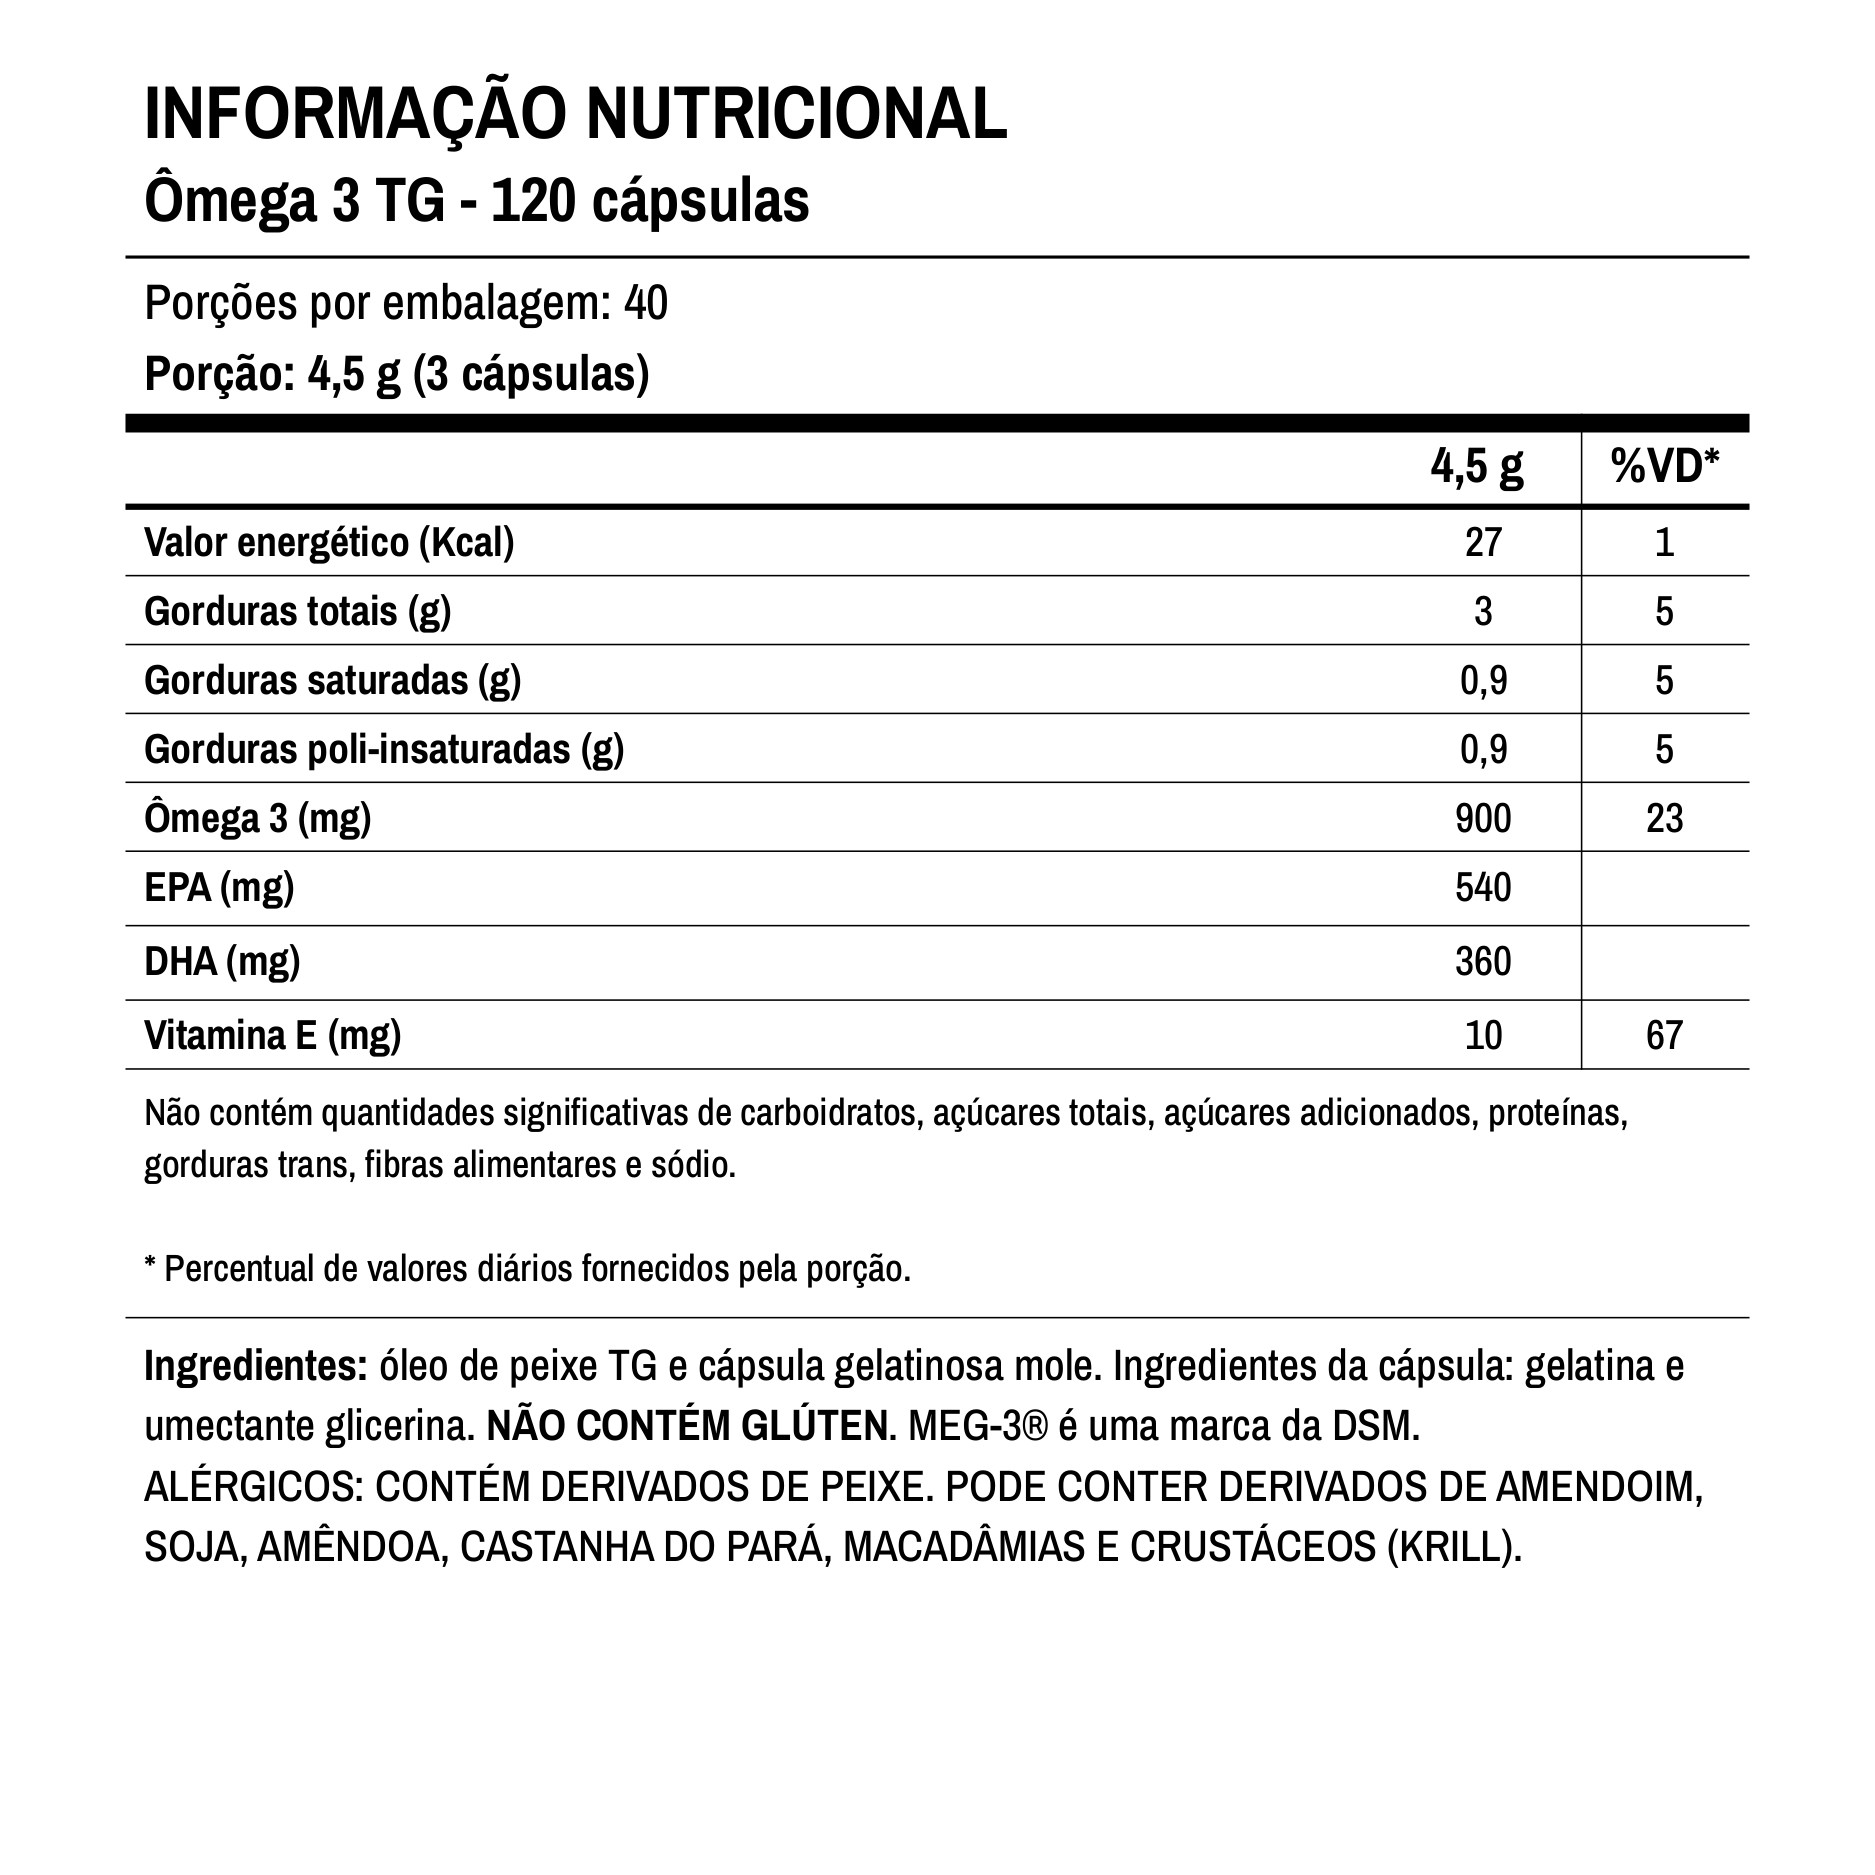 INFORMAÇÃO NUTRICIONAL
Ômega 3 TG - 120 cápsulas
Porções por embalagem: 40
Porção: 4,5 g (3 cápsulas)
4,5 g %VD*
Valor energético (Kcal) 27 1
Gorduras totais (g) 3 5
Gorduras saturadas (g) 0,9 5
Gorduras poli-insaturadas (g) 0,9 5
Ômega 3 (mg) 900 23
EPA (mg) 540
DHA (mg) 360
Vitamina E (mg) 10 67
Não contém quantidades significativas de carboidratos, açúcares totais, açúcares adicionados, proteínas,
gorduras trans, fibras alimentares e sódio.
* Percentual de valores diários fornecidos pela porção.
Ingredientes: óleo de peixe TG e cápsula gelatinosa mole. Ingredientes da cápsula: gelatina e
umectante glicerina. NÃO CONTÉM GLÚTEN. MEG-3® é uma marca da DSM.
ALÉRGICOS: CONTÉM DERIVADOS DE PEIXE. PODE CONTER DERIVADOS DE AMENDOIM,
SOJA, AMÊNDOA, CASTANHA DO PARÁ, MACADÂMIAS E CRUSTÁCEOS (KRILL).